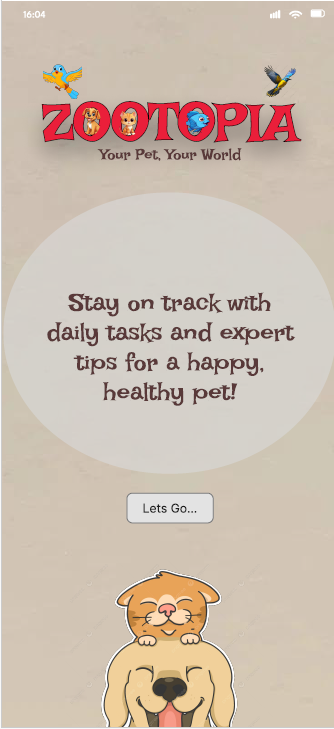 16:04
ZOOTOPIA
Your Pet, Your World
Stay on track with
daily tasks and expert
tips for a happy,
healthy pet!
Lets Go...